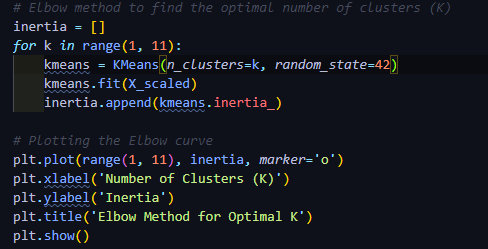 # Elbow method to find the optimal number of clusters (K)
inertia = []
for k in range(1, 11):
    kmeans = KMeans(n_clusters=k, random_state=42)
    kmeans.fit(X_scaled)
    inertia.append(kmeans.inertia_)

# Plotting the Elbow curve
plt.plot(range(1, 11), inertia, marker='o')
plt.xlabel('Number of Clusters (K)')
plt.ylabel('Inertia')
plt.title('Elbow Method for Optimal K')
plt.show()